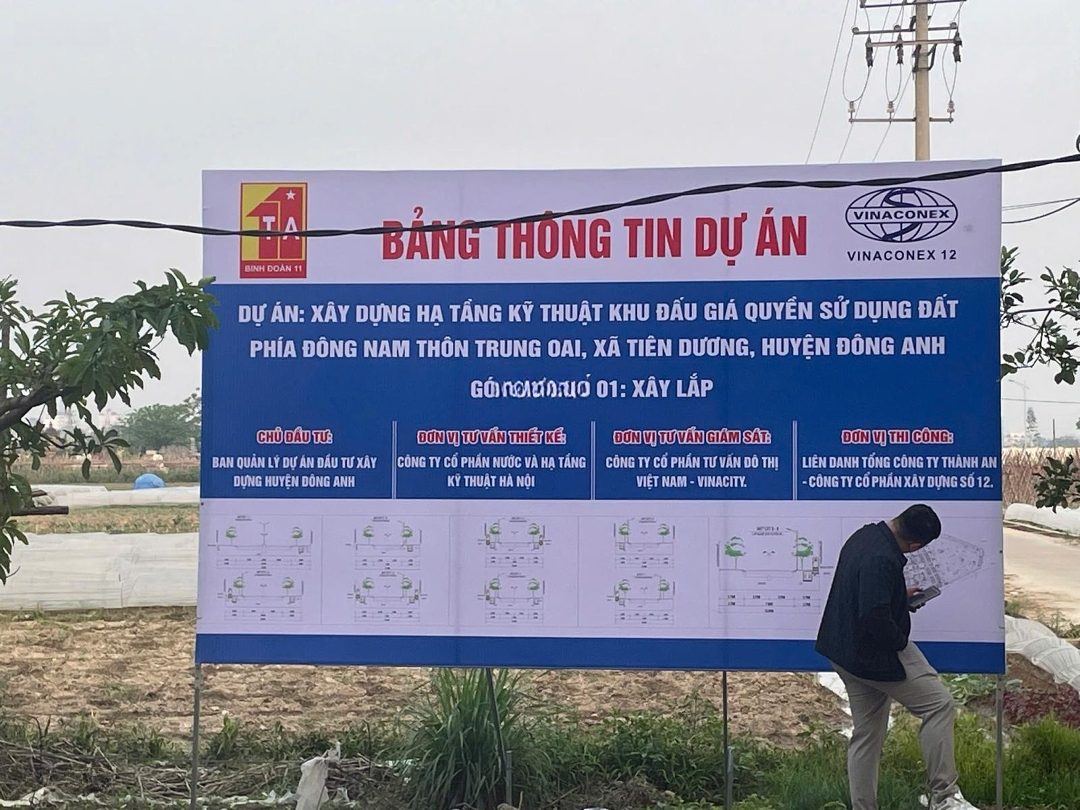 TA
BINH ĐOÀN 11
BẢNG THÔNG TIN DỰ ÁN
VINACONEX
VINACONEX 12
DỰ ÁN: XÂY DỰNG HẠ TẦNG KỸ THUẬT KHU ĐẤU GIÁ QUYỀN SỬ DỤNG ĐẤT
PHÍA ĐÔNG NAM THÔN TRUNG OAI, XÃ TIÊN DƯƠNG, HUYỆN ĐÔNG ANH
01: XÂY LẮP
CHỦ ĐẦU TƯ:
BAN QUẢN LÝ DỰ ÁN ĐẦU TƯ XÂY
DỰNG HUYỆN ĐÔNG ANH
ĐƠN VỊ TƯ VẤN THIẾT KẾ:
CÔNG TY CỔ PHẦN NƯỚC VÀ HẠ TẦNG
KỸ THUẬT HÀ NỘI
ĐƠN VỊ TƯ VẤN GIÁM SÁT:
CÔNG TY CỔ PHẦN TƯ VẤN ĐÔ THỊ
VIỆT NAM - VINACITY.
ĐƠN VỊ THI CÔNG:
LIÊN DANH TỔNG CÔNG TY THÀNH AN
- CÔNG TY CỔ PHẦN XÂY DỰNG SỐ 12.